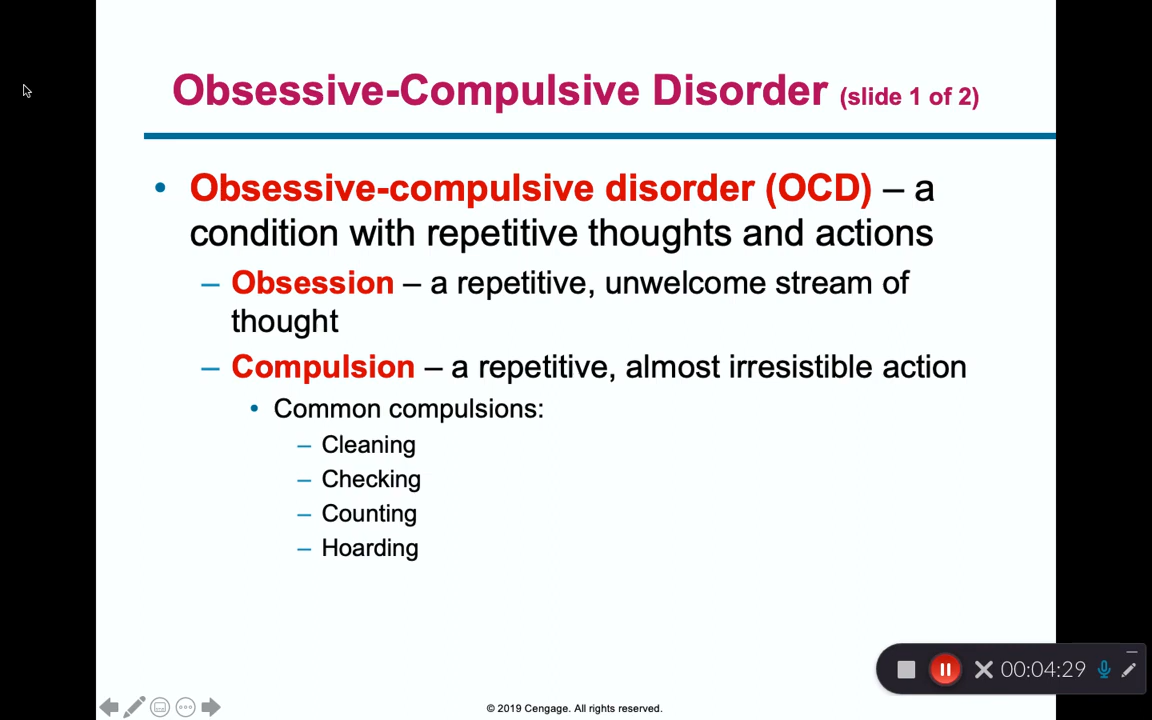 Obsessive-Compulsive Disorder (slide 1 of 2)
• Obsessive-compulsive disorder (OCD) – a
condition with repetitive thoughts and actions
– Obsession – a repetitive, unwelcome stream of
thought
– Compulsion – a repetitive, almost irresistible action
• Common compulsions:
– Cleaning
– Checking
– Counting
– Hoarding
00:04:29
© 2019 Cengage. All rights reserved.